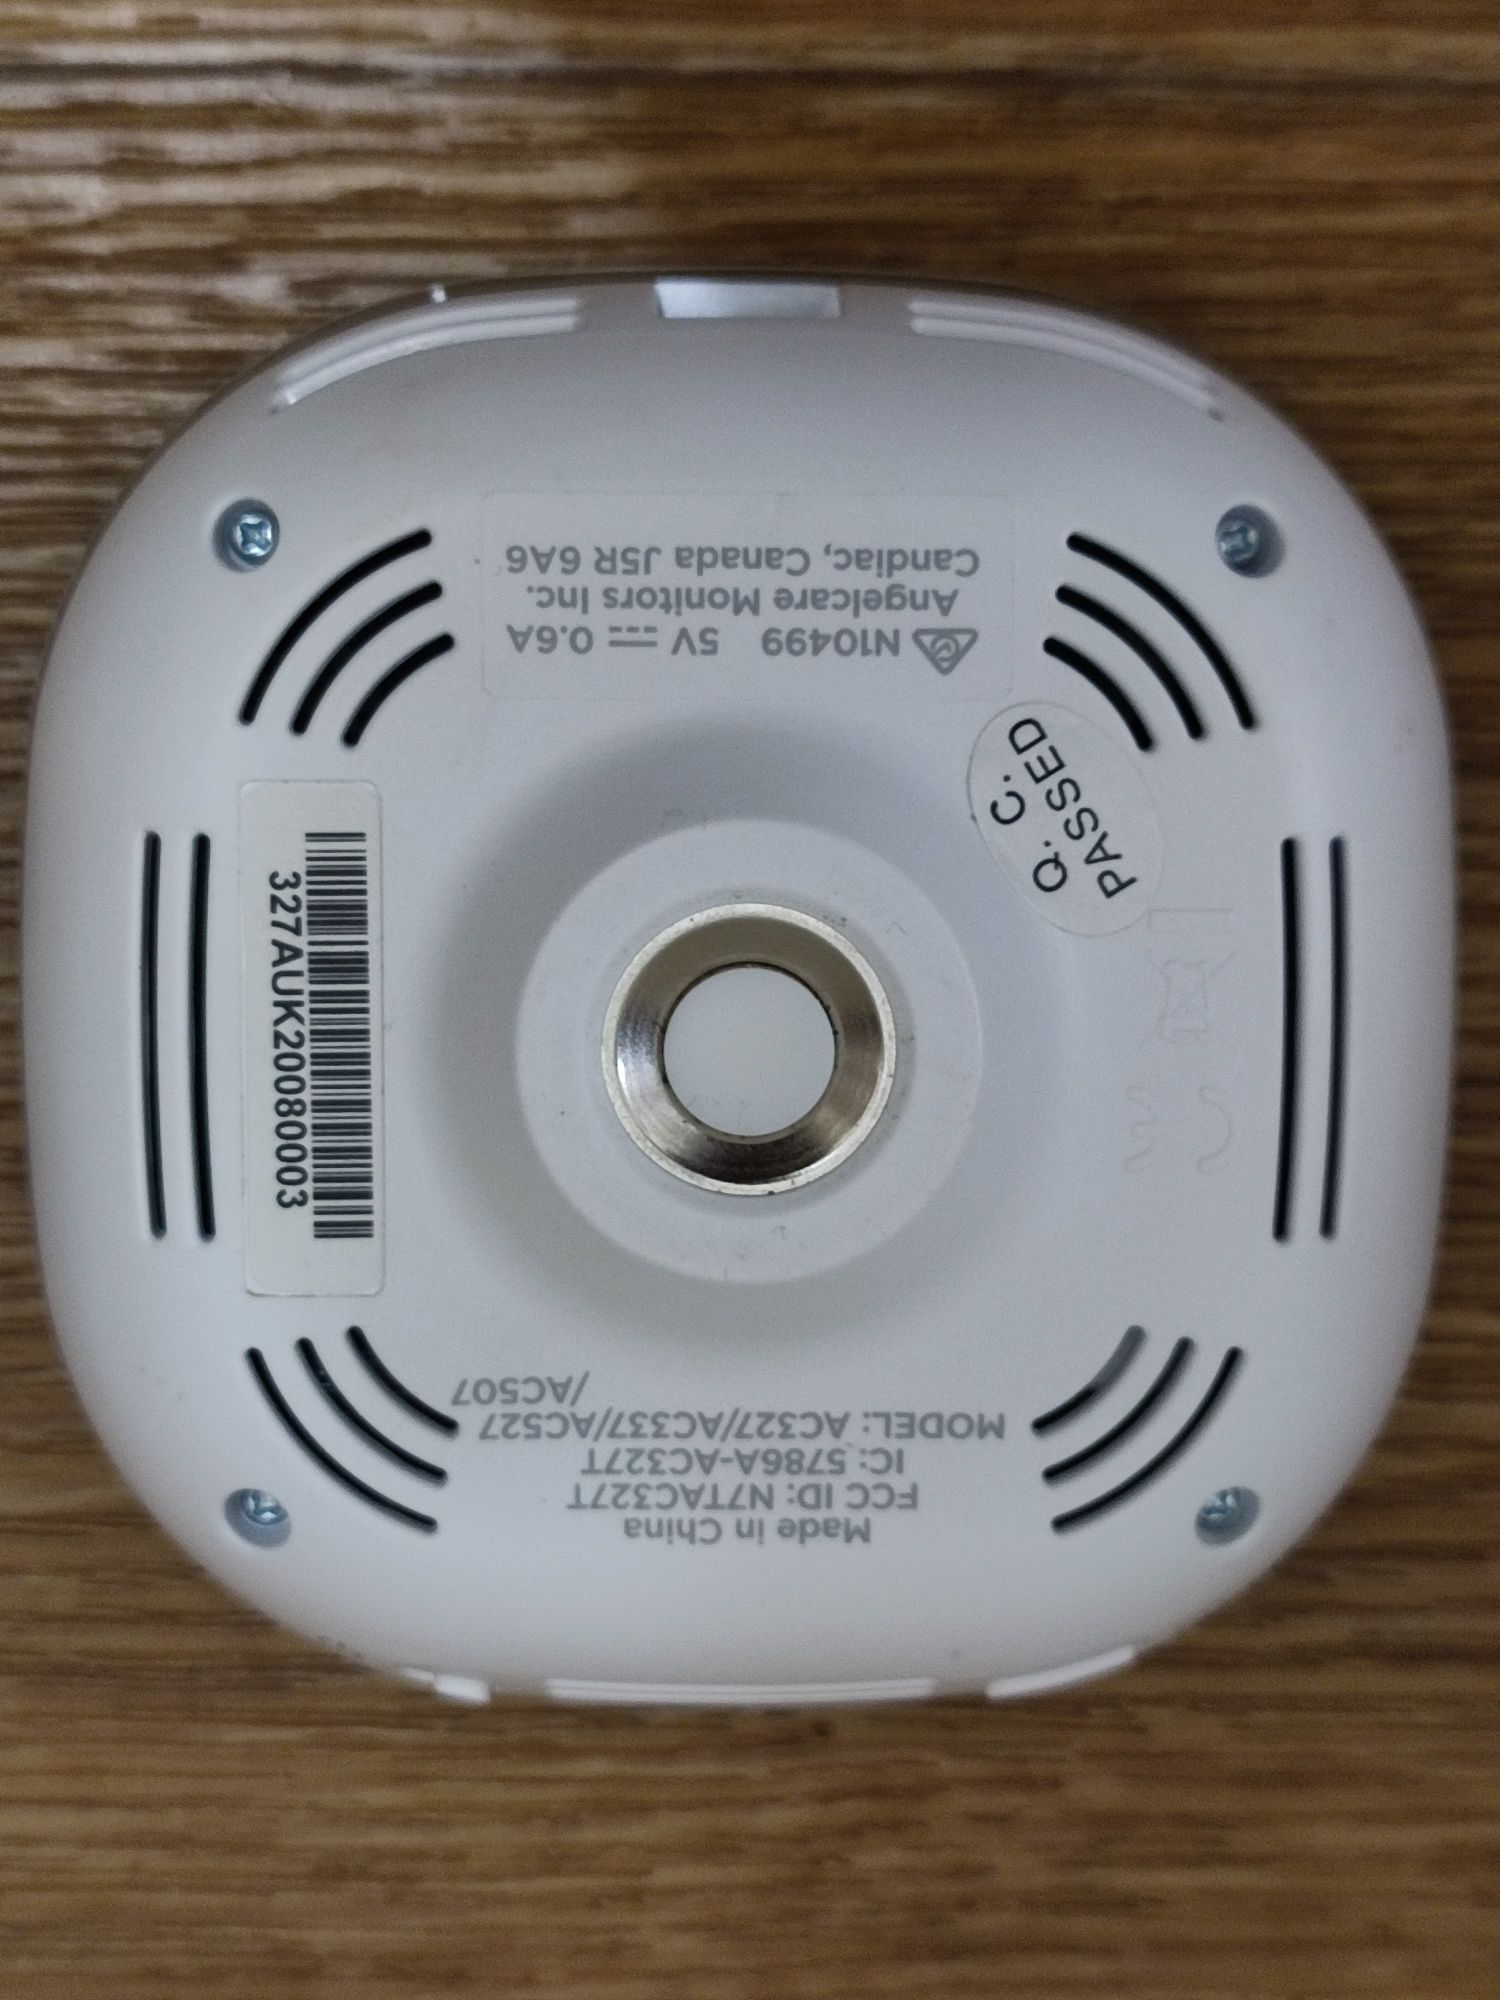 Made in China
FCC ID: N7TAC327T
IC: 5786A-AC327T
MODEL: AC327/AC337/AC527
/AC507
327AUK20080003
Q. C.
PASSED
N10499 5V ⎓ 0.6A
Angelcare Monitors Inc.
Candiac, Canada J5R 6A6